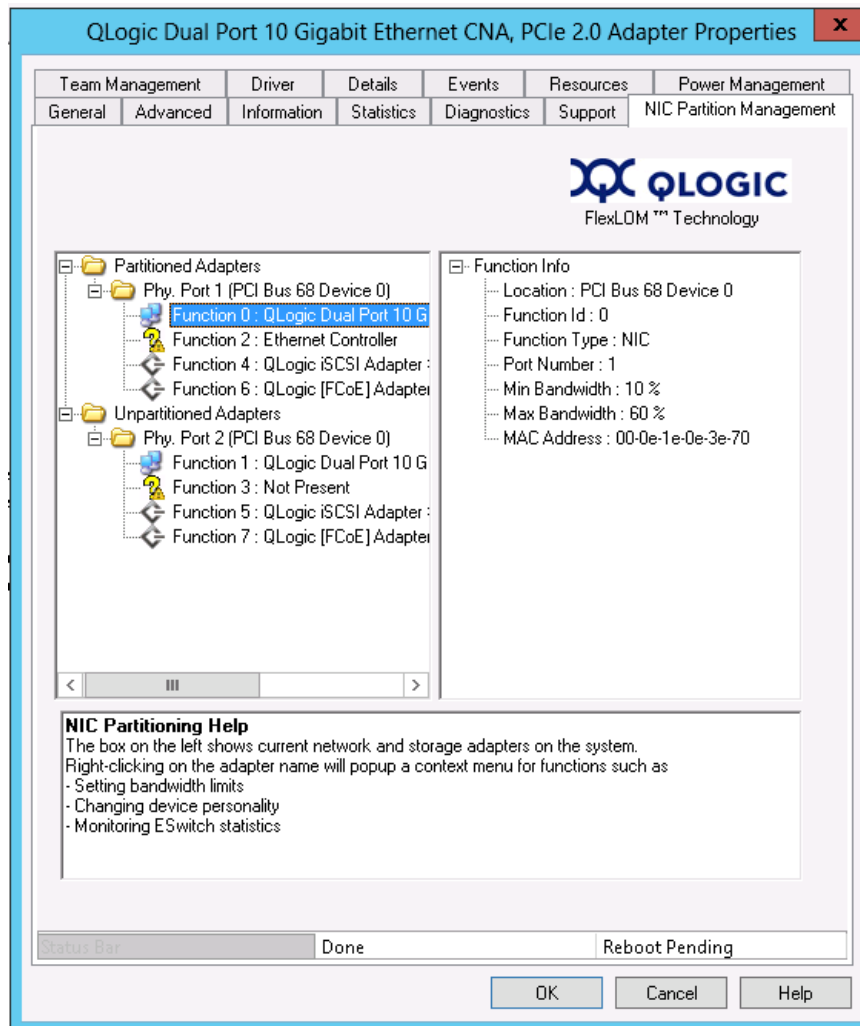 QLogic Dual Port 10 Gigabit Ethernet CNA, PCIe 2.0 Adapter Properties
x
Team Management Driver Details Events Resources Power Management
General Advanced Information Statistics Diagnostics Support NIC Partition Management
QLOGIC
FlexLOM ™ Technology
Partitioned Adapters
Phy. Port 1 (PCI Bus 68 Device 0)
Function 0 : QLogic Dual Port 10 G
Function 2 : Ethernet Controller
Function 4 : QLogic iSCSI Adapter
Function 6 : QLogic [FCoE] Adapter
Unpartitioned Adapters
Phy. Port 2 (PCI Bus 68 Device 0)
Function 1 : QLogic Dual Port 10 G
Function 3 : Not Present
Function 5 : QLogic iSCSI Adapter
Function 7 : QLogic [FCoE] Adapter
Function Info
Location : PCI Bus 68 Device 0
Function Id : 0
Function Type : NIC
Port Number : 1
Min Bandwidth : 10 %
Max Bandwidth : 60 %
MAC Address : 00-0e-1e-0e-3e-70
NIC Partitioning Help
The box on the left shows current network and storage adapters on the system.
Right-clicking on the adapter name will popup a context menu for functions such as
- Setting bandwidth limits
- Changing device personality
- Monitoring ESwitch statistics
Status Bar Done Reboot Pending
OK Cancel Help